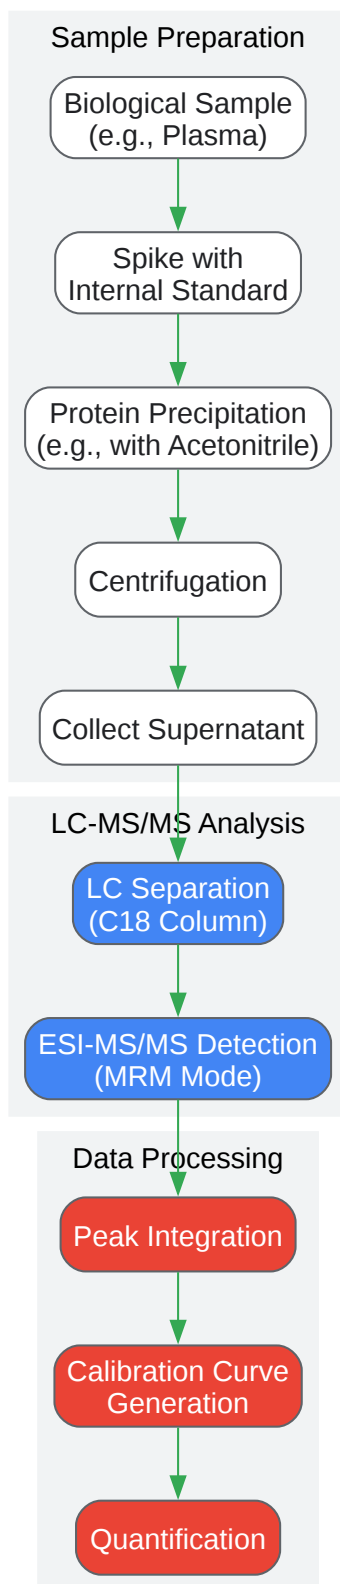 Sample Preparation
Biological Sample
(e.g., Plasma)
Spike with
Internal Standard
Protein Precipitation
(e.g., with Acetonitrile)
Centrifugation
Collect Supernatant
LC-MS/MS Analysis
LC Separation
(C18 Column)
ESI-MS/MS Detection
(MRM Mode)
Data Processing
Peak Integration
Calibration Curve
Generation
Quantification